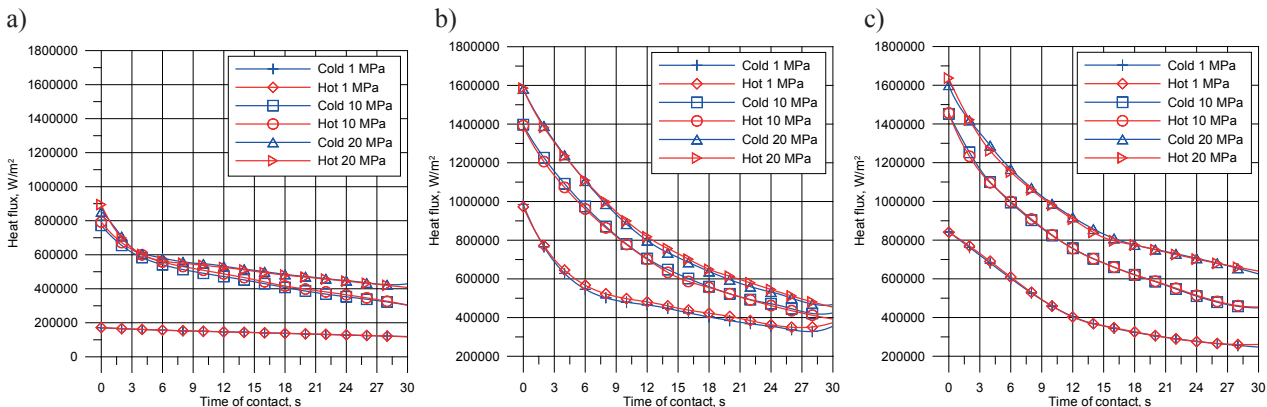 a)
1800000
1600000
1400000
1200000
1000000
800000
600000
400000
200000
0
Heat flux, W/m²
Cold 1 MPa
Hot 1 MPa
Cold 10 MPa
Hot 10 MPa
Cold 20 MPa
Hot 20 MPa
0 3 6 9 12 15 18 21 24 28 30
Time of contact, s
b)
1800000
1600000
1400000
1200000
1000000
800000
600000
400000
200000
Heat flux, W/m²
Cold 1 MPa
Hot 1 MPa
Cold 10 MPa
Hot 10 MPa
Cold 20 MPa
Hot 20 MPa
0 3 6 9 12 15 18 21 24 28 30
Time of contact, s
c)
1800000
1600000
1400000
1200000
1000000
800000
600000
400000
200000
Heat flux, W/m²
Cold 1 MPa
Hot 1 MPa
Cold 10 MPa
Hot 10 MPa
Cold 20 MPa
Hot 20 MPa
0 3 6 9 12 15 18 21 24 28 30
Time of contact, s